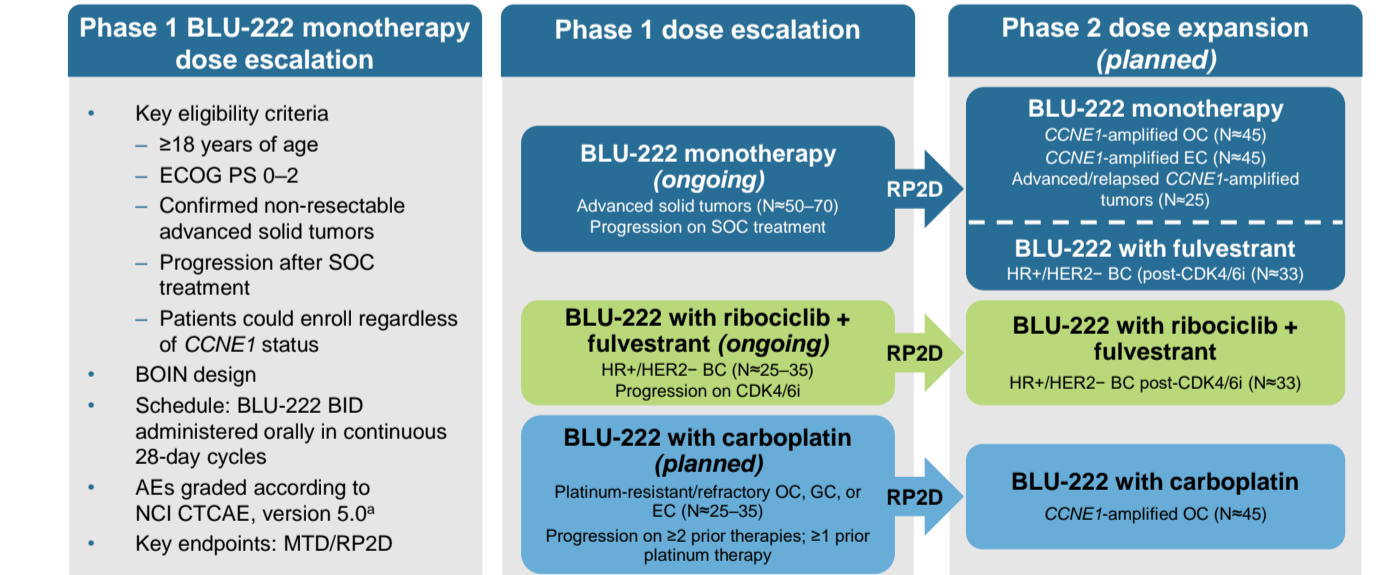 Phase 1 BLU-222 monotherapy
dose escalation
• Key eligibility criteria
– ≥18 years of age
– ECOG PS 0–2
– Confirmed non-resectable
advanced solid tumors
– Progression after SOC
treatment
– Patients could enroll regardless
of CCNE1 status
• BOIN design
• Schedule: BLU-222 BID
administered orally in continuous
28-day cycles
• AEs graded according to
NCI CTCAE, version 5.0ᵃ
• Key endpoints: MTD/RP2D
Phase 1 dose escalation
BLU-222 monotherapy
(ongoing)
Advanced solid tumors (N≈50–70)
Progression on SOC treatment
RP2D
BLU-222 with ribociclib +
fulvestrant (ongoing)
HR+/HER2− BC (N≈25–35)
Progression on CDK4/6i
RP2D
BLU-222 with carboplatin
(planned)
Platinum-resistant/refractory OC, GC, or
EC (N≈25–35)
Progression on ≥2 prior therapies; ≥1 prior
platinum therapy
RP2D
Phase 2 dose expansion
(planned)
BLU-222 monotherapy
CCNE1-amplified OC (N≈45)
CCNE1-amplified EC (N≈45)
Advanced/relapsed CCNE1-amplified
tumors (N≈25)
BLU-222 with fulvestrant
HR+/HER2− BC (post-CDK4/6i (N≈33)
BLU-222 with ribociclib +
fulvestrant
HR+/HER2− BC post-CDK4/6i (N≈33)
BLU-222 with carboplatin
CCNE1-amplified OC (N≈45)